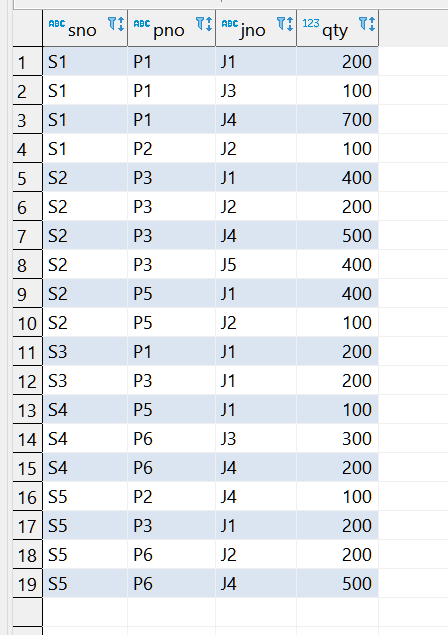 ABC sno ABC pno ABC jno 123 qty
1 S1 P1 J1 200
2 S1 P1 J3 100
3 S1 P1 J4 700
4 S1 P2 J2 100
5 S2 P3 J1 400
6 S2 P3 J2 200
7 S2 P3 J4 500
8 S2 P3 J5 400
9 S2 P5 J1 400
10 S2 P5 J2 100
11 S3 P1 J1 200
12 S3 P3 J1 200
13 S4 P5 J1 100
14 S4 P6 J3 300
15 S4 P6 J4 200
16 S5 P2 J4 100
17 S5 P3 J1 200
18 S5 P6 J2 200
19 S5 P6 J4 500